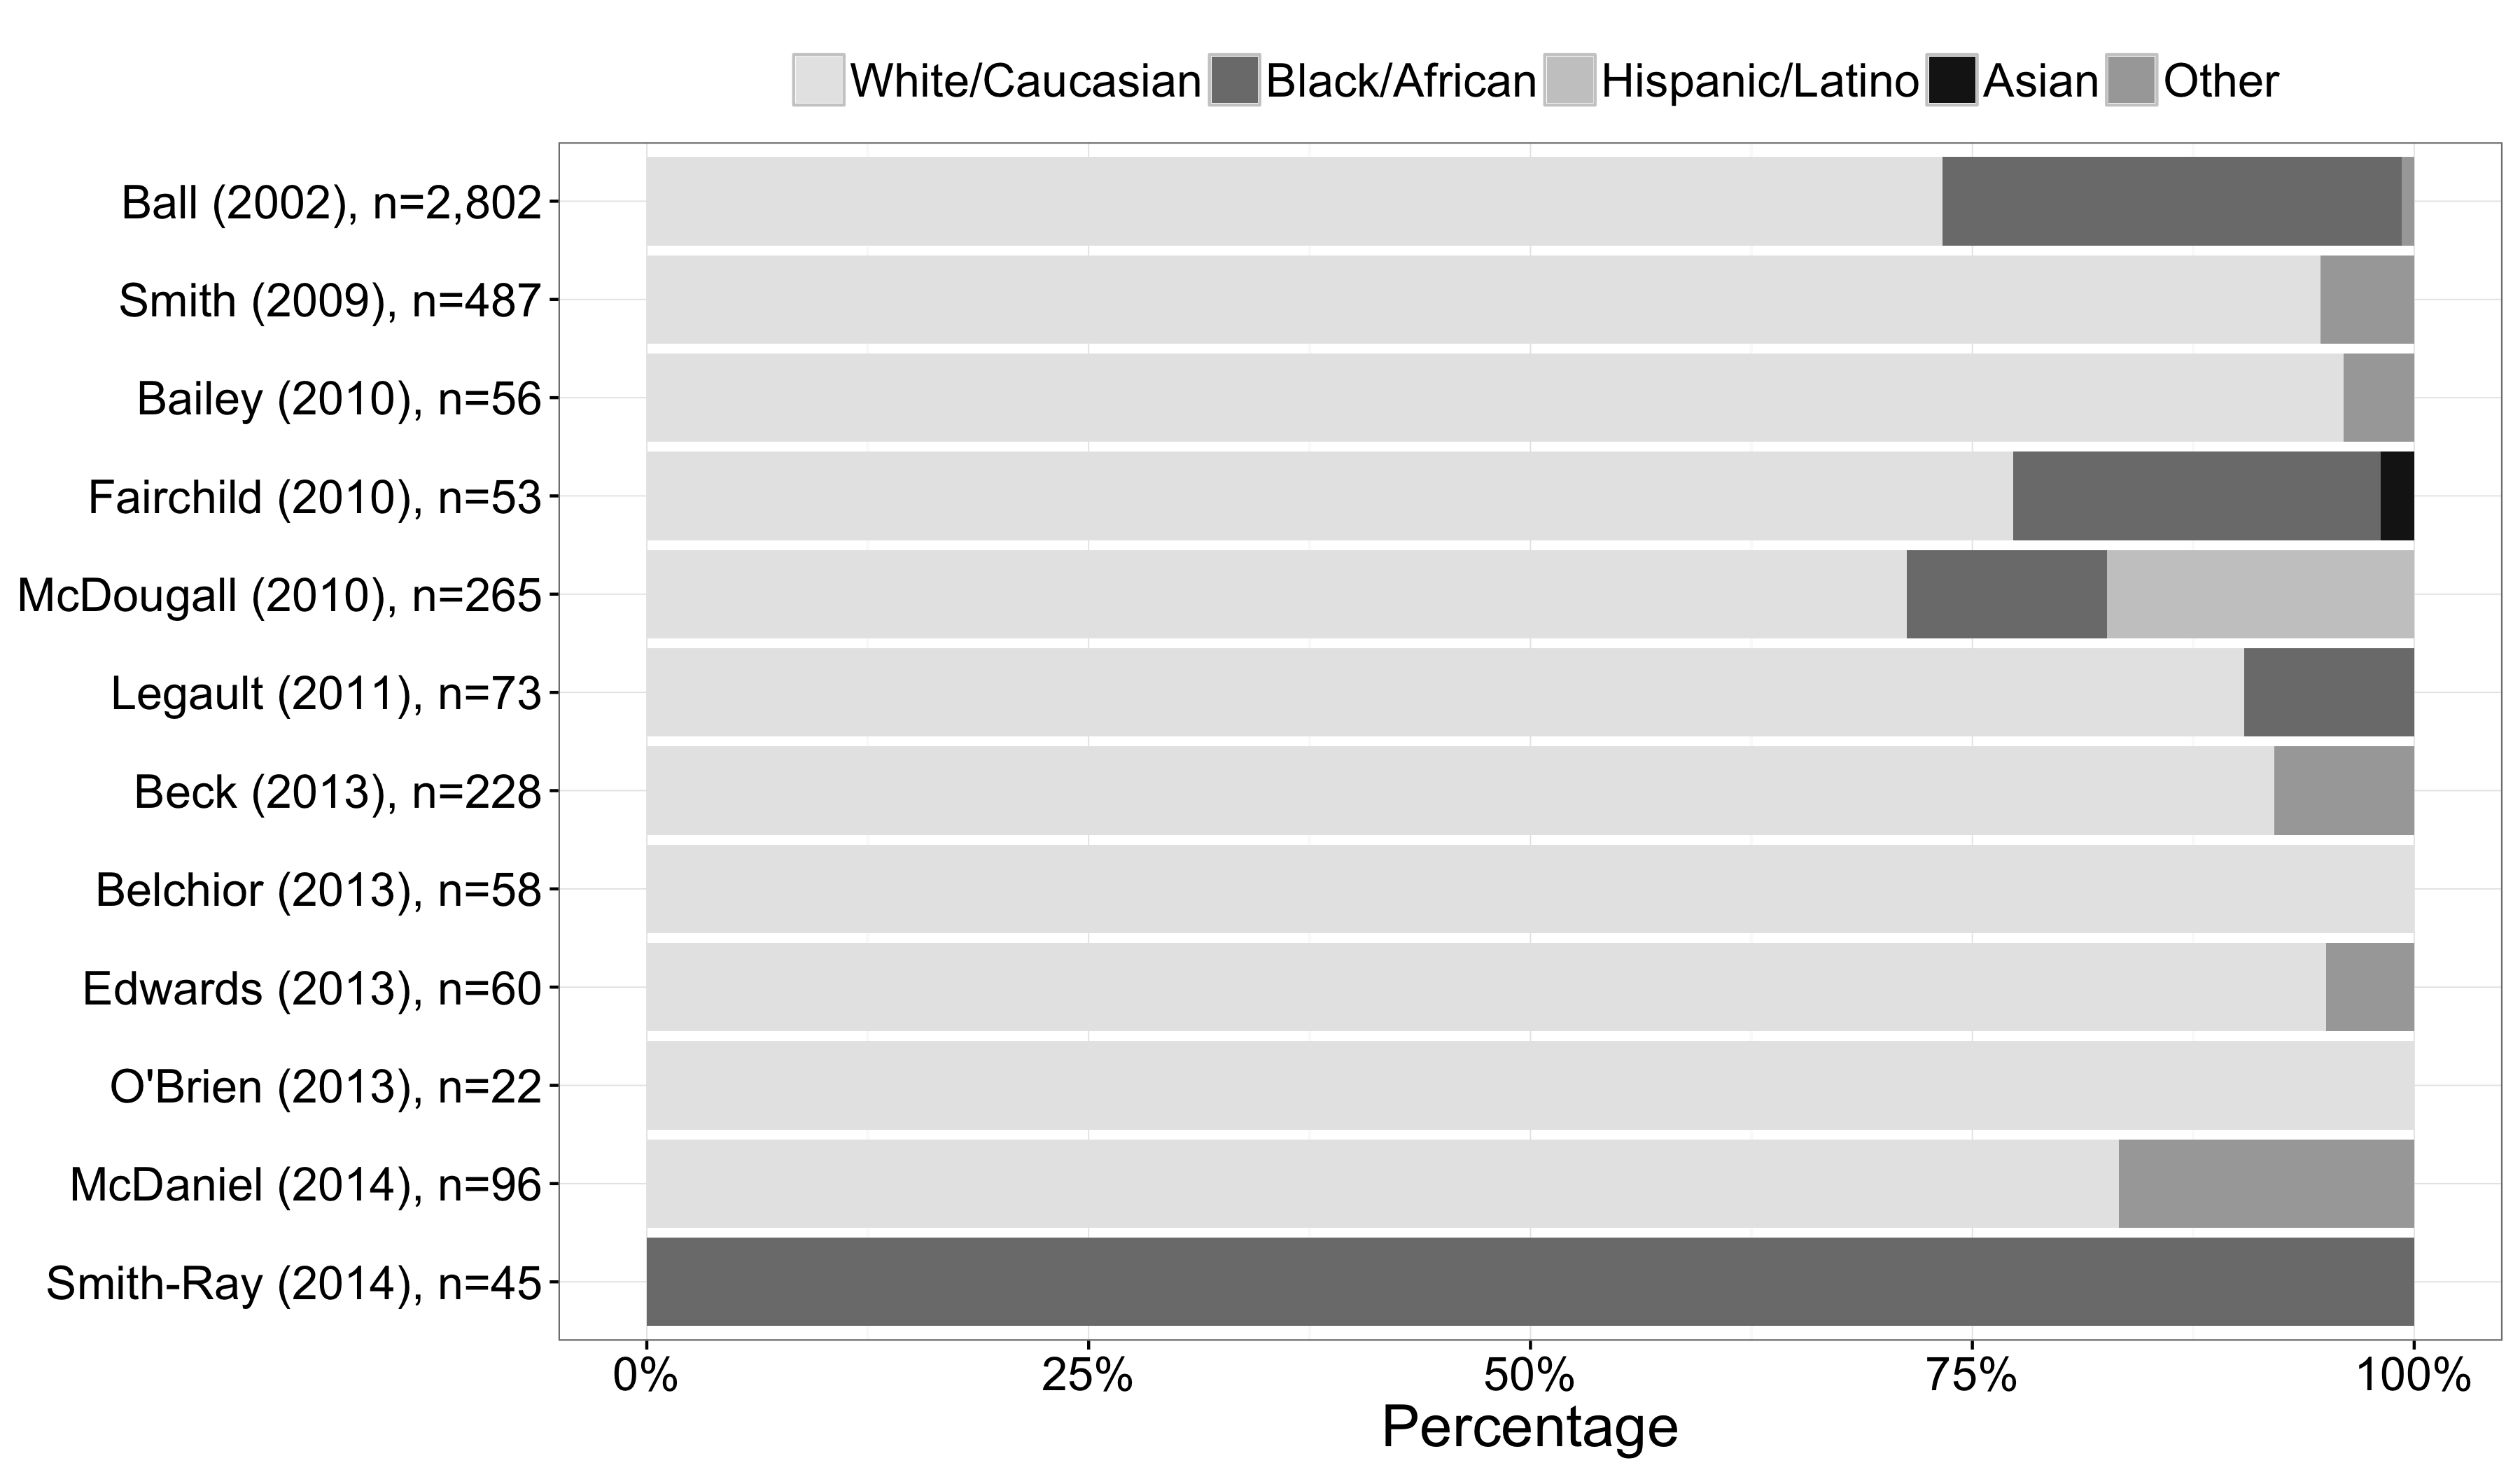 White/Caucasian Black/African Hispanic/Latino Asian Other
Ball (2002), n=2,802
Smith (2009), n=487
Bailey (2010), n=56
Fairchild (2010), n=53
McDougall (2010), n=265
Legault (2011), n=73
Beck (2013), n=228
Belchior (2013), n=58
Edwards (2013), n=60
O'Brien (2013), n=22
McDaniel (2014), n=96
Smith-Ray (2014), n=45
0% 25% 50% 75% 100%
Percentage